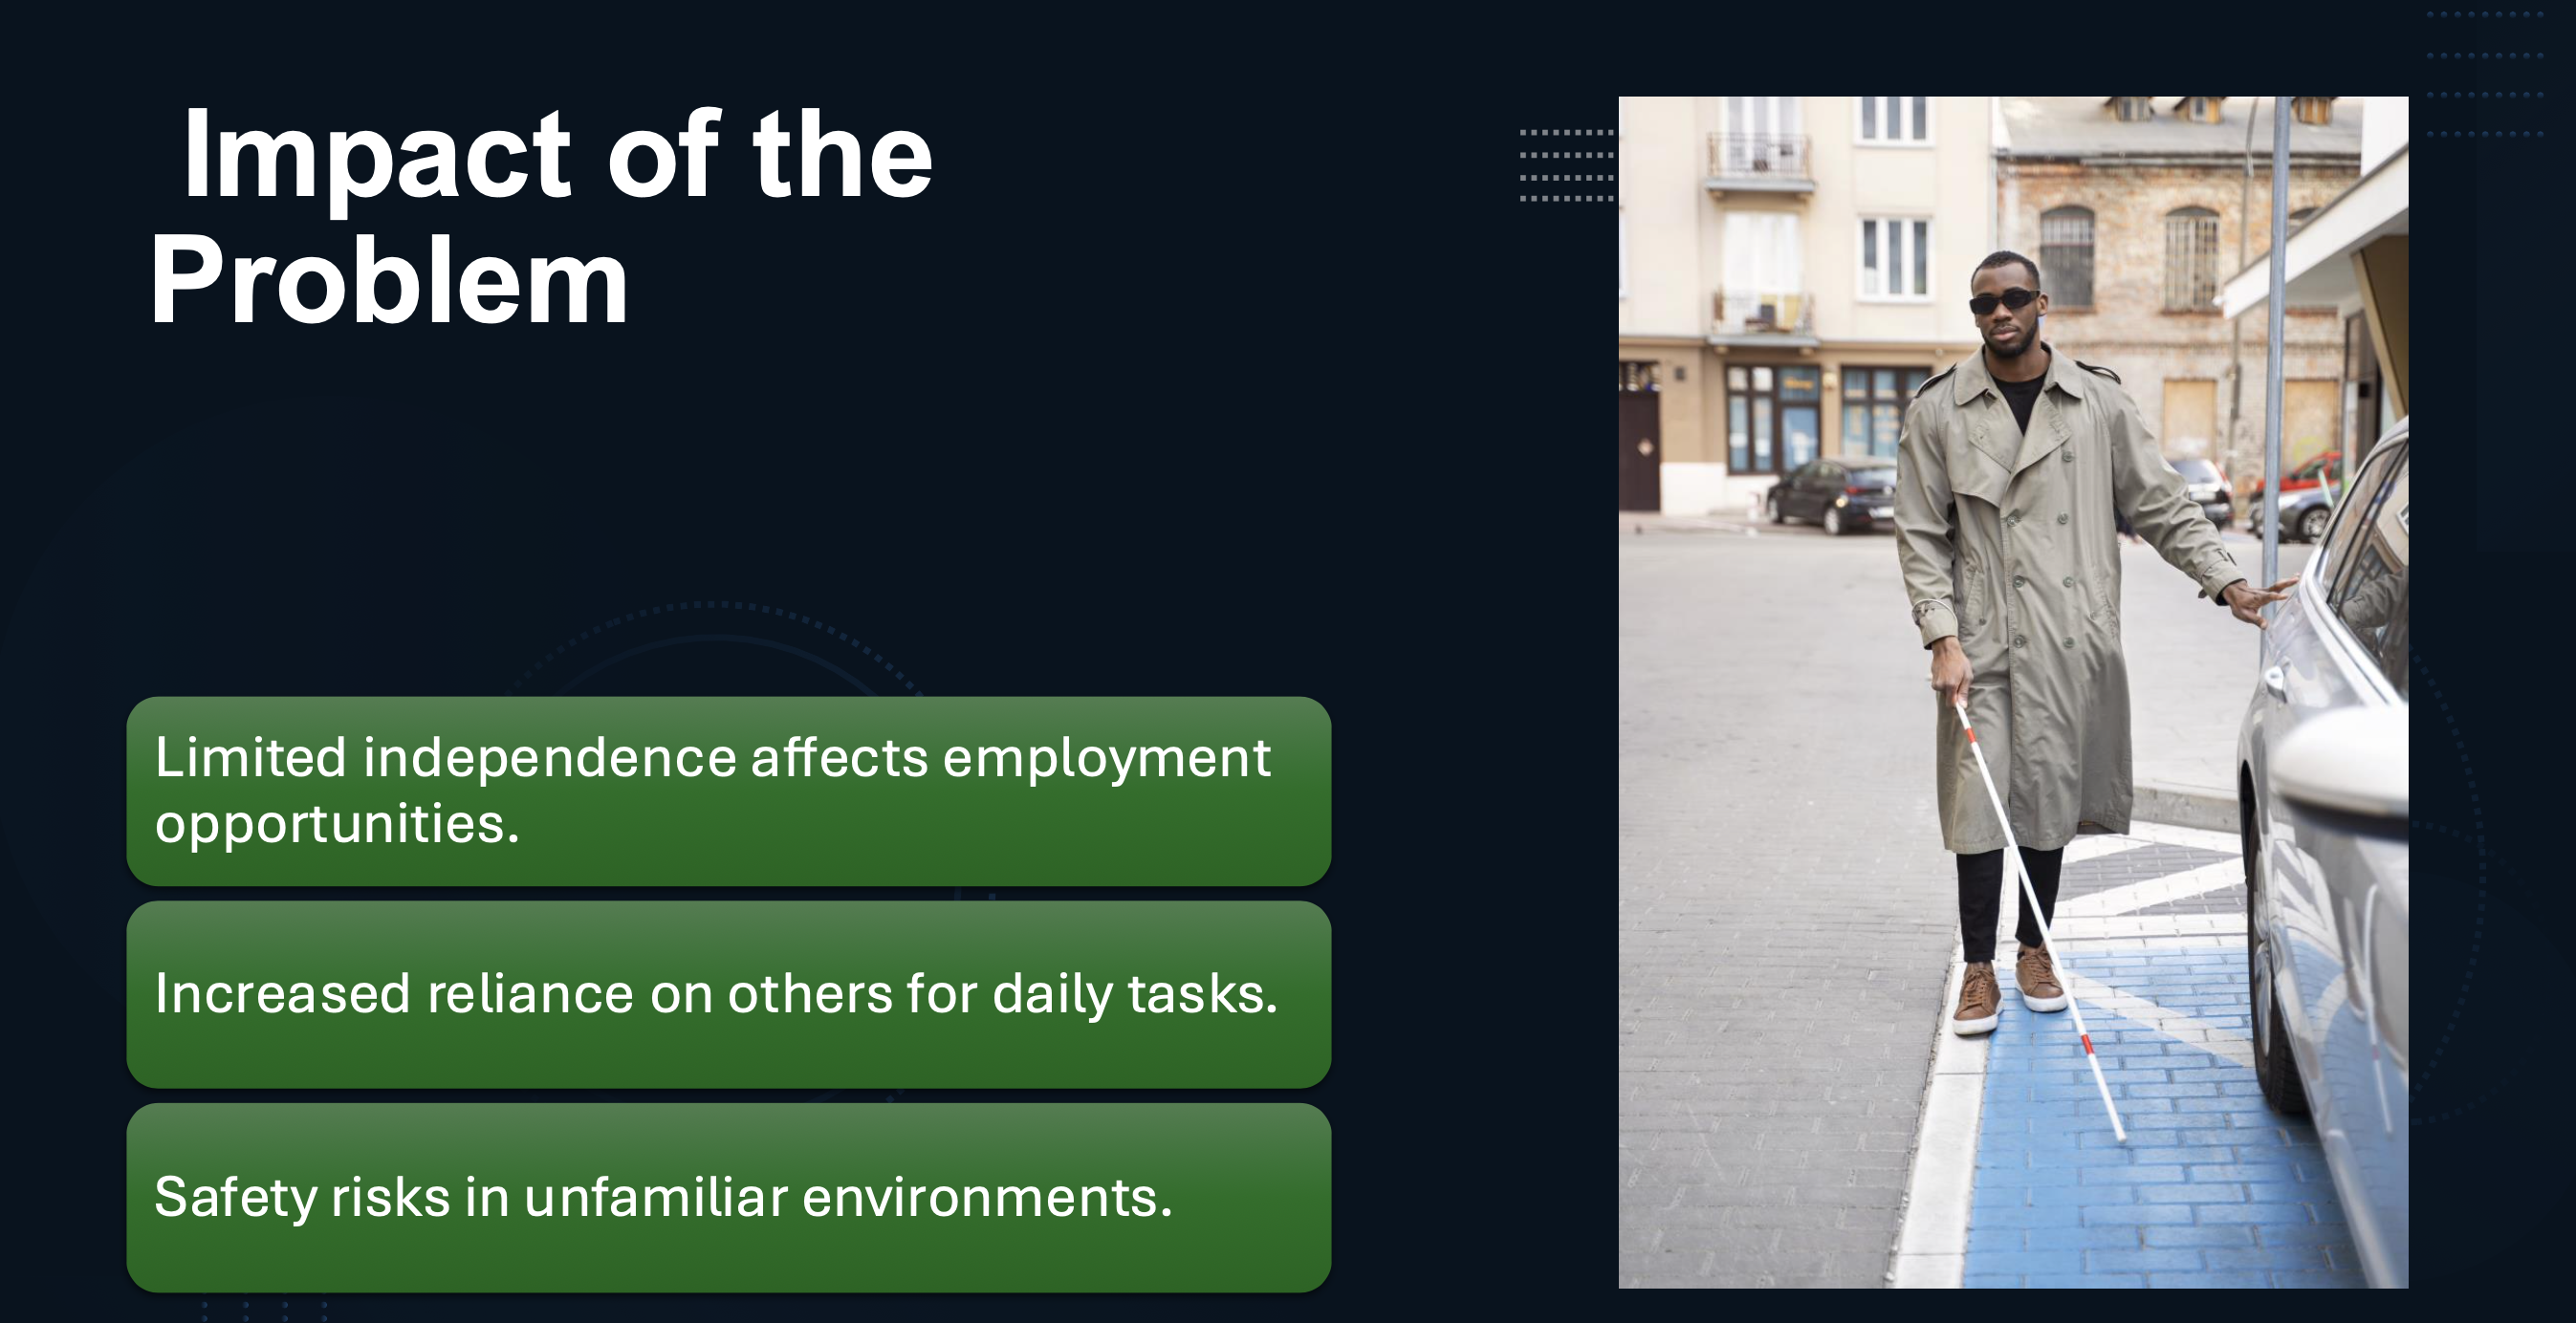 Impact of the
Problem
Limited independence affects employment
opportunities.
Increased reliance on others for daily tasks.
Safety risks in unfamiliar environments.